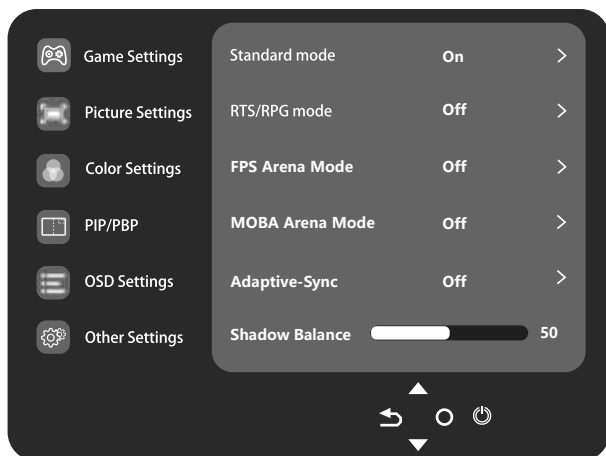 Game Settings
Picture Settings
Color Settings
PIP/PBP
OSD Settings
Other Settings
Standard mode On >
RTS/RPG mode Off >
FPS Arena Mode Off >
MOBA Arena Mode Off >
Adaptive-Sync Off >
Shadow Balance 50